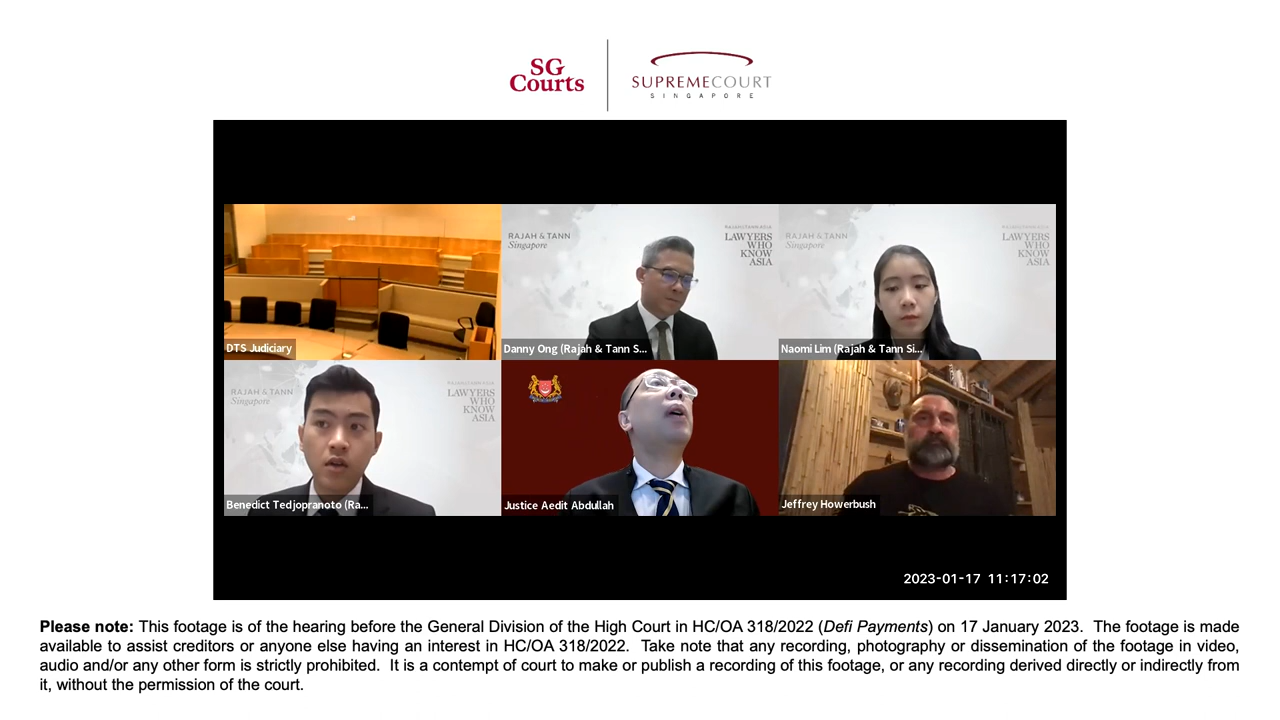 SG
Courts
SUPREMECOURT
SINGAPORE
RAJAH & TANN
Singapore
RAJAHTANNASIA
LAWYERS
WHO
KNOW
ASIA
RAJAH & TANN
Singapore
RAJAHTANNASIA
LAWYERS
WHO
KNOW
ASIA
DTS Judiciary
Danny Ong (Rajah & Tann S...
Naomi Lim (Rajah & Tann Si...
RAJAH & TANN
Singapore
RAJAHTANNASIA
LAWYERS
WHO
KNOW
ASIA
Benedict Tedjopranoto (Ra...
Justice Aedit Abdullah
Jeffrey Howerbush
2023-01-17 11:17:02
Please note: This footage is of the hearing before the General Division of the High Court in HC/OA 318/2022 (Defi Payments) on 17 January 2023. The footage is made
available to assist creditors or anyone else having an interest in HC/OA 318/2022. Take note that any recording, photography or dissemination of the footage in video,
audio and/or any other form is strictly prohibited. It is a contempt of court to make or publish a recording of this footage, or any recording derived directly or indirectly from
it, without the permission of the court.